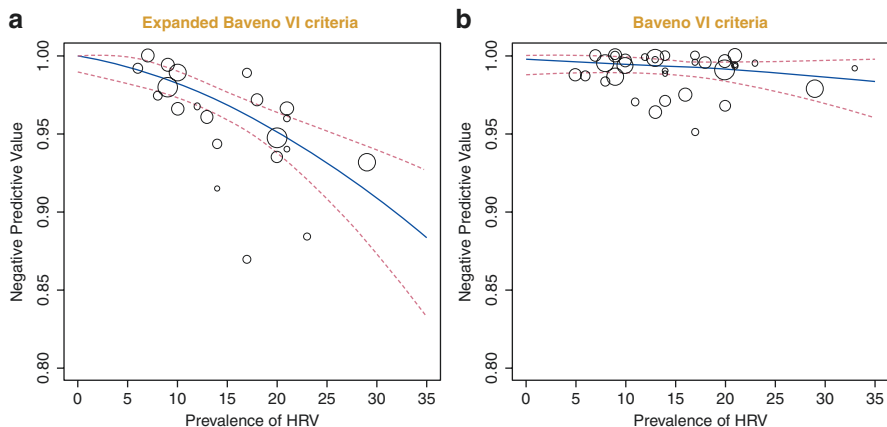 a
Expanded Baveno VI criteria
1.00
0.95
0.90
0.85
0.80
Negative Predictive Value
0 5 10 15 20 25 30 35
Prevalence of HRV
b
Baveno VI criteria
1.00
0.95
0.90
0.85
0.80
Negative Predictive Value
0 5 10 15 20 25 30 35
Prevalence of HRV